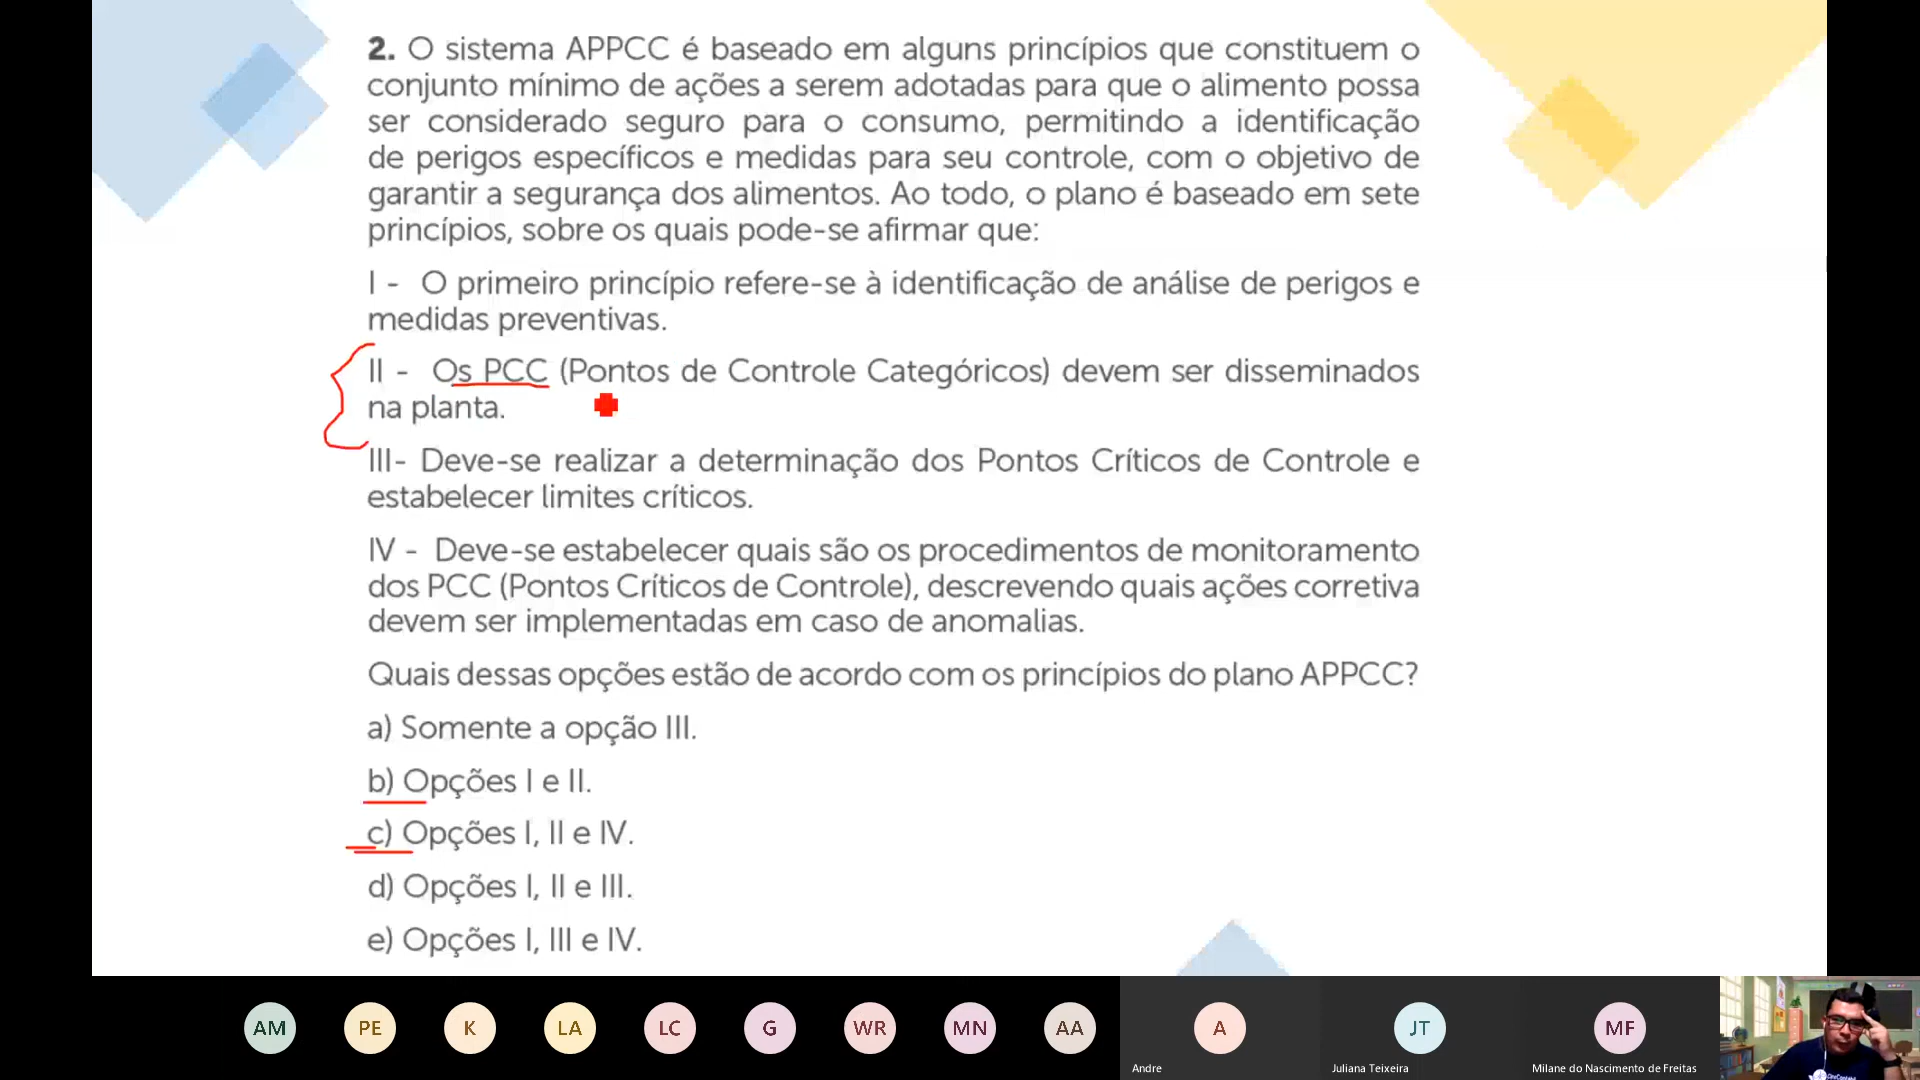 2. O sistema APPCC é baseado em alguns princípios que constituem o
conjunto mínimo de ações a serem adotadas para que o alimento possa
ser considerado seguro para o consumo, permitindo a identificação
de perigos específicos e medidas para seu controle, com o objetivo de
garantir a segurança dos alimentos. Ao todo, o plano é baseado em sete
princípios, sobre os quais pode-se afirmar que:
I - O primeiro princípio refere-se à identificação de análise de perigos e
medidas preventivas.
II - Os PCC (Pontos de Controle Categóricos) devem ser disseminados
na planta.
III- Deve-se realizar a determinação dos Pontos Críticos de Controle e
estabelecer limites críticos.
IV - Deve-se estabelecer quais são os procedimentos de monitoramento
dos PCC (Pontos Críticos de Controle), descrevendo quais ações corretiva
devem ser implementadas em caso de anomalias.
Quais dessas opções estão de acordo com os princípios do plano APPCC?
a) Somente a opção III.
b) Opções I e II.
c) Opções I, II e IV.
d) Opções I, II e III.
e) Opções I, III e IV.
AM PE K LA LC G WR MN AA A JT MF
Andre Juliana Teixeira Milane do Nascimento de Freitas